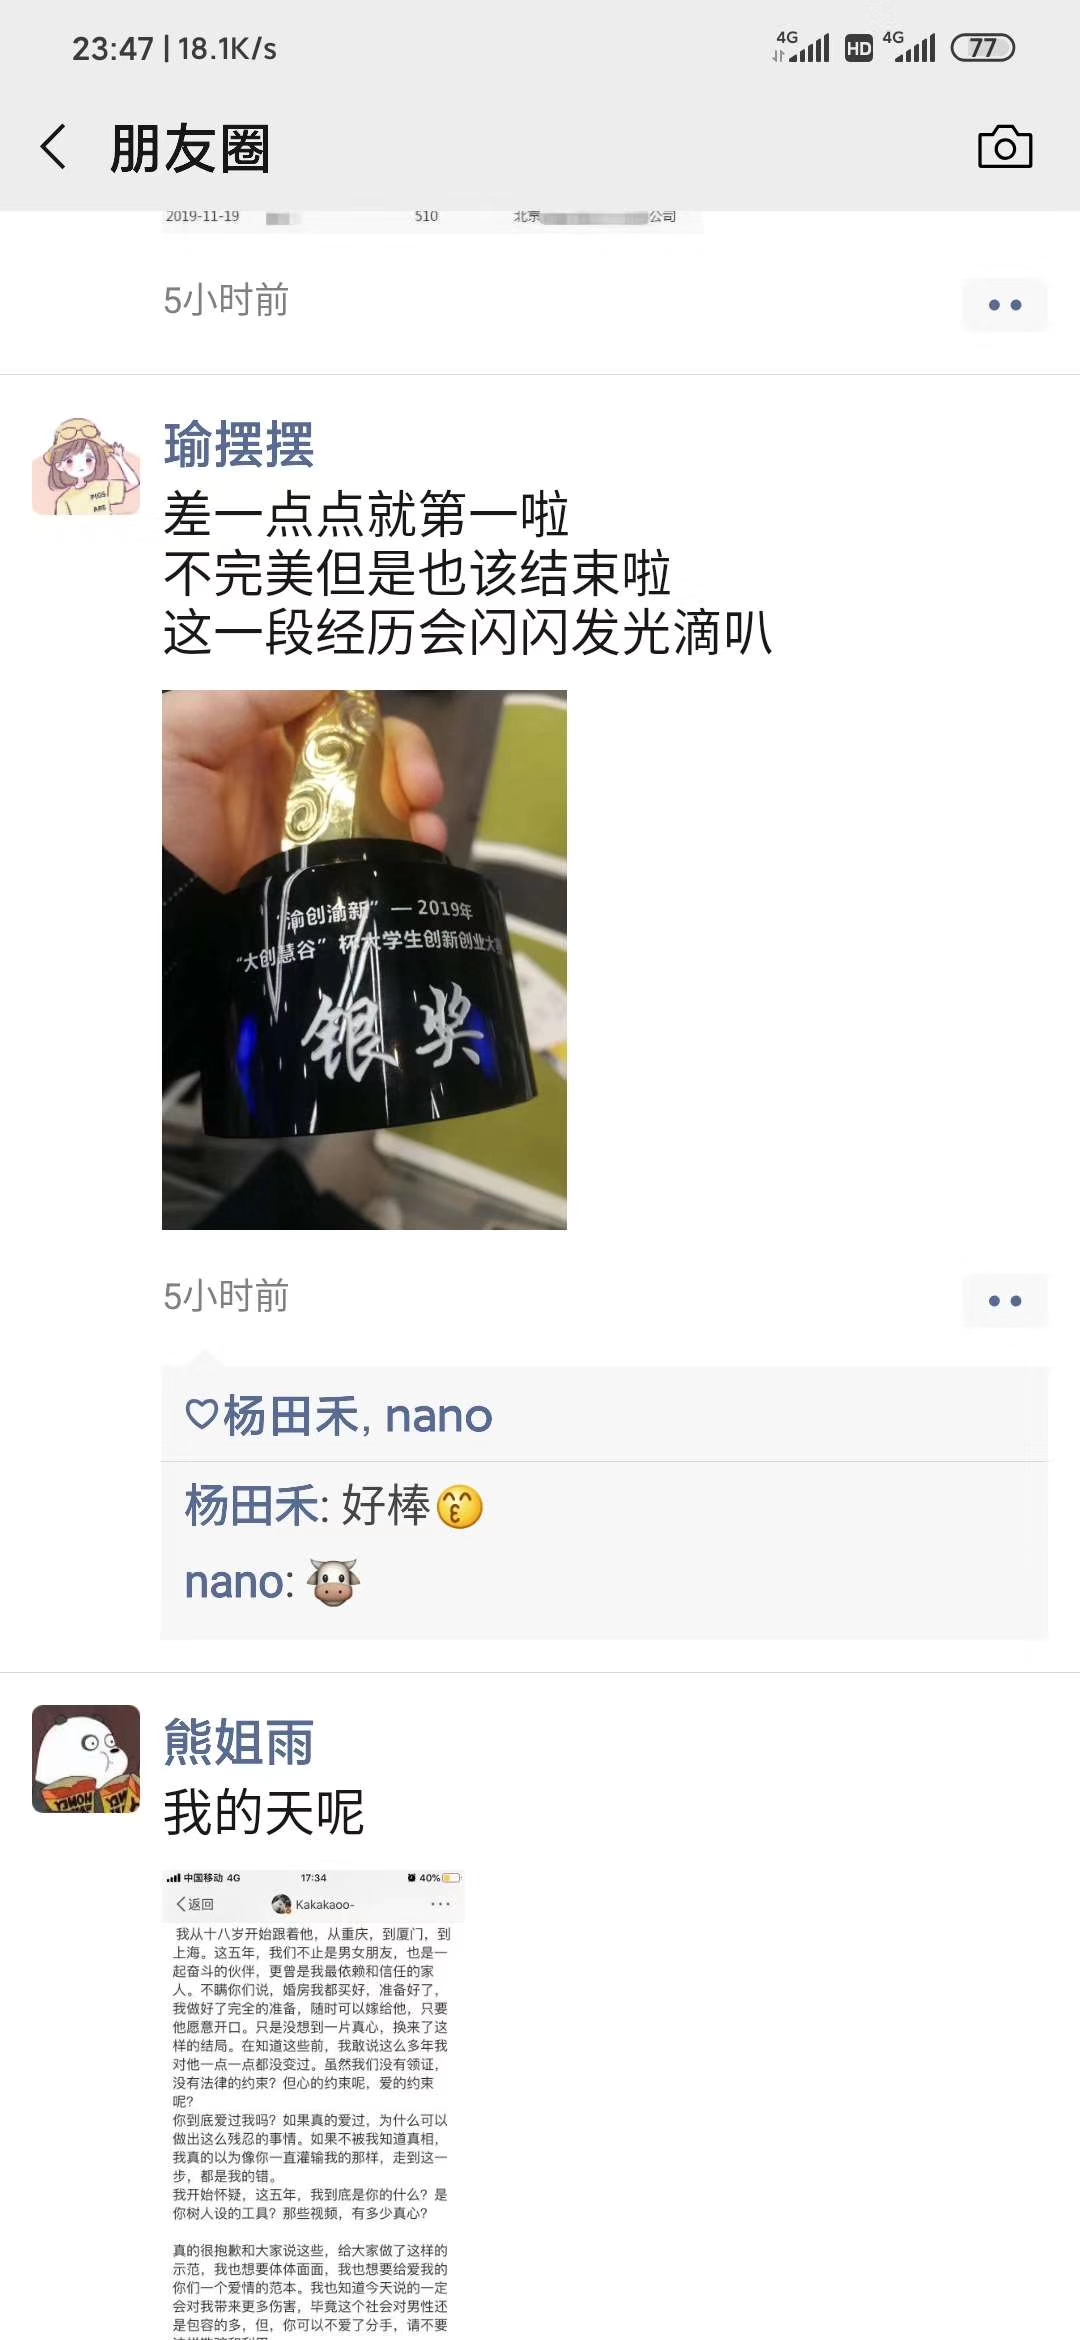 23:47 | 18.1K/s
4G HD 4G 77
朋友圈
2019-11-19 510 北京 公司
5小时前
瑜摆摆
差一点点就第一啦
不完美但是也该结束啦
这一段经历会闪闪发光滴叭
“渝创渝新” — 2019年
“大创慧谷” 杯大学生创新创业大赛
银奖
5小时前
杨田禾, nano
杨田禾: 好棒😙
nano: 🐮
熊姐雨
我的天呢
中国移动 4G 17:34 40%
返回 Kakakaoo- ···
我从十八岁开始跟着他，从重庆，到厦门，到
上海。这五年，我们不止是男女朋友，也是一
起奋斗的伙伴，更曾是我最依赖和信任的家
人。不瞒你们说，婚房我都买好，准备好了，
我做好了完全的准备，随时可以嫁给他，只要
他愿意开口。只是没想到一片真心，换来了这
样的结局。在知道这些前，我敢说这么多年我
对他一点一点都没变过。虽然我们没有领证，
没有法律的约束？但心的约束呢，爱的约束
呢？
你到底爱过我吗？如果真的爱过，为什么可以
做出这么残忍的事情。如果不被我知道真相，
我真的以为像你一直灌输我的那样，走到这一
步，都是我的错。
我开始怀疑，这五年，我到底是你的什么？是
你树人设的工具？那些视频，有多少真心？
真的很抱歉和大家说这些，给大家做了这样的
示范，我也想要体体面面，我也想要给爱我的
你们一个爱情的范本。我也知道今天说的一定
会对我带来更多伤害，毕竟这个社会对男性还
是包容的多，但，你可以不爱了分手，请不要